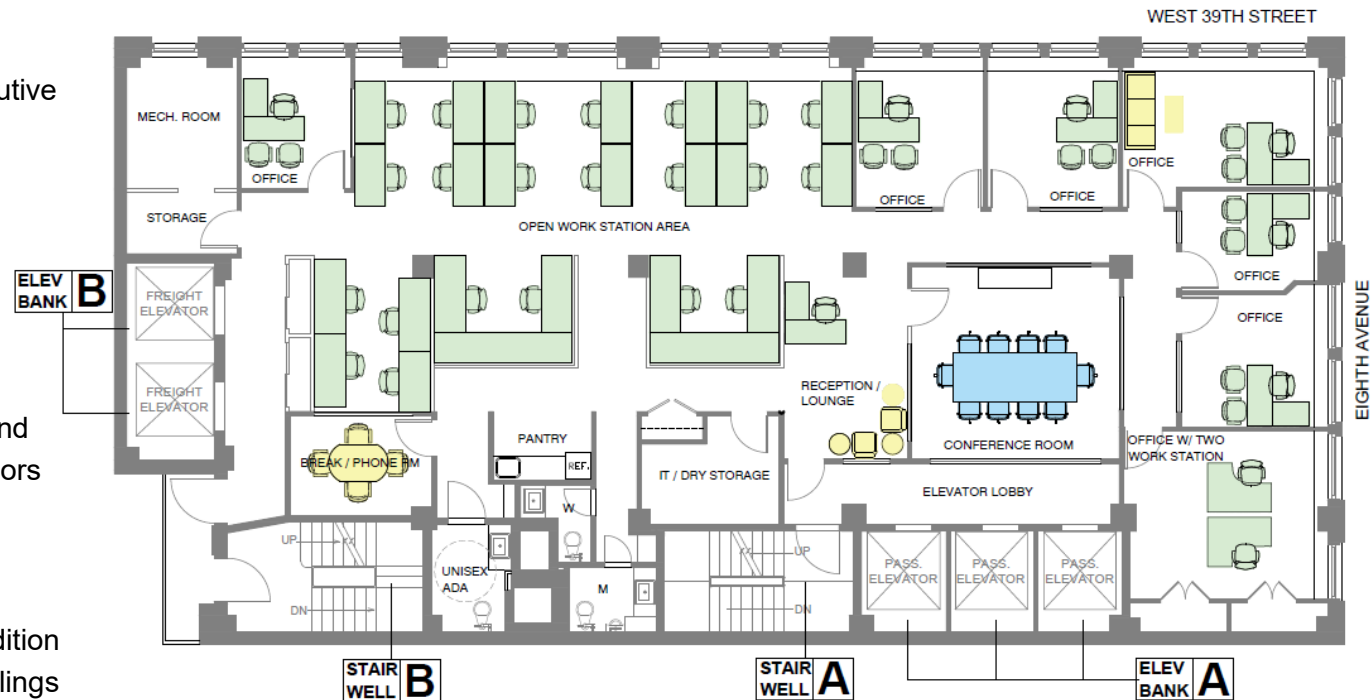 WEST 39TH STREET
utive
MECH. ROOM
OFFICE
OFFICE
OFFICE
OFFICE
STORAGE
OPEN WORK STATION AREA
ELEV
BANK B
FREIGHT
ELEVATOR
FREIGHT
ELEVATOR
OFFICE
OFFICE
EIGHTH AVENUE
RECEPTION /
LOUNGE
CONFERENCE ROOM
OFFICE W/ TWO
WORK STATION
nd
ors
BREAK / PHONE RM
PANTRY
REF.
IT / DRY STORAGE
ELEVATOR LOBBY
W
UP
UP
UNISEX
ADA
M
PASS.
ELEVATOR
PASS.
ELEVATOR
PASS.
ELEVATOR
DN
DN
dition
lings
STAIR
WELL B
STAIR
WELL A
ELEV
BANK A